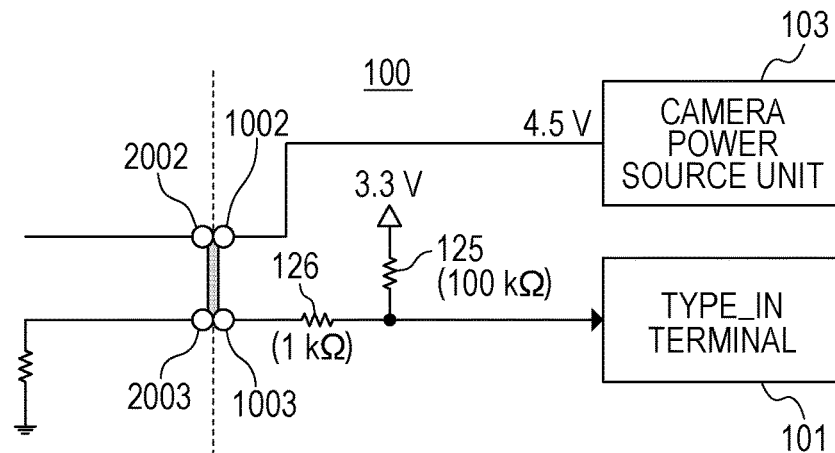 103
100
CAMERA
POWER
SOURCE UNIT
4.5 V
1002
2002
3.3 V
125
(100 kΩ)
126
(1 kΩ)
TYPE_IN
TERMINAL
2003
1003
101